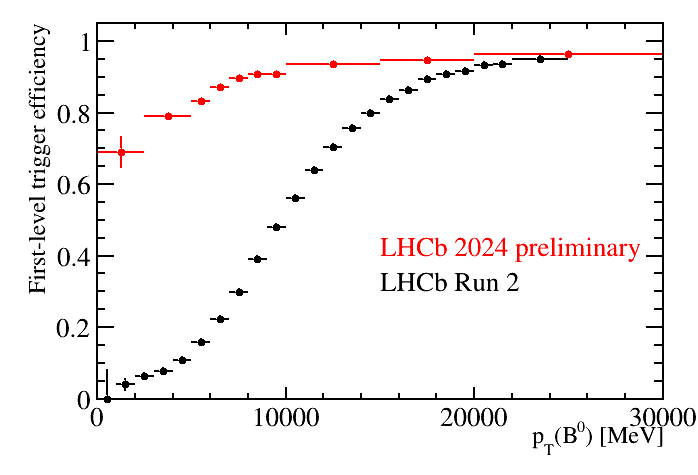 First-level trigger efficiency
1
0.8
0.6
0.4
0.2
0
LHCb 2024 preliminary
LHCb Run 2
0 10000 20000 30000
p_T(B^0) [MeV]